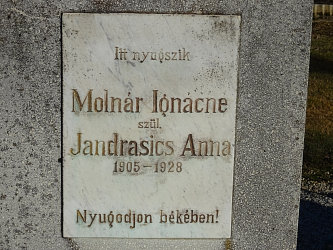 Itt nyugszik
Molnár Ignácné
szül.
Jandrasics Anna
1905-1928
Nyugodjon békében!